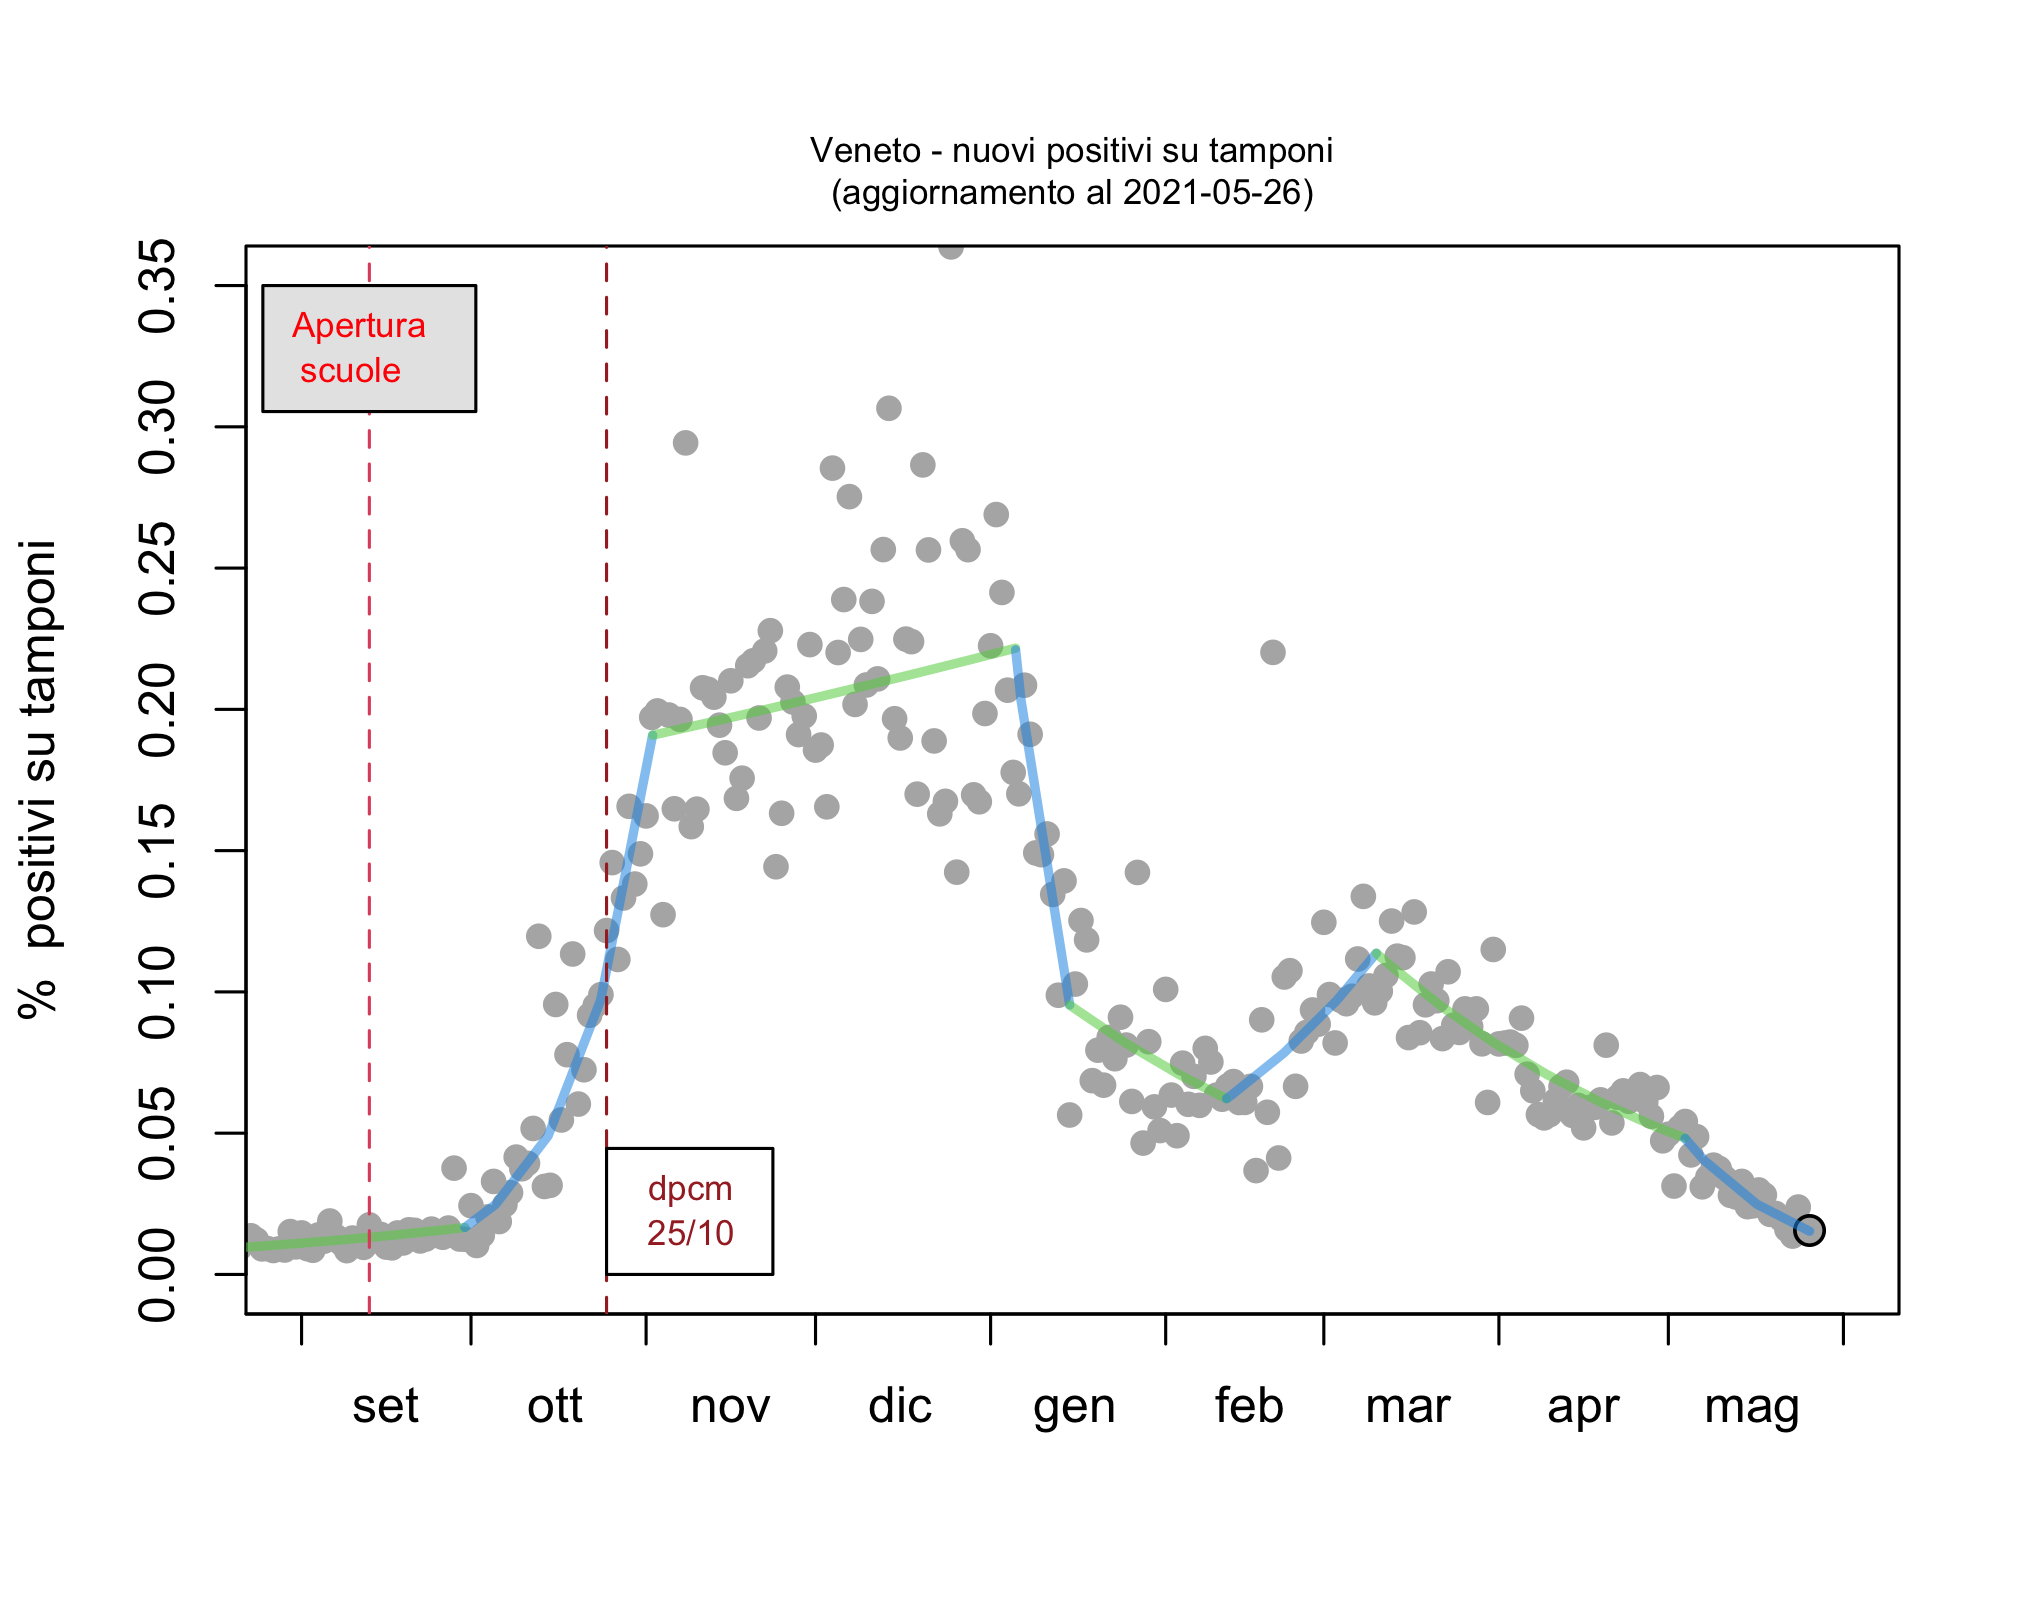 Veneto - nuovi positivi su tamponi
(aggiornamento al 2021-05-26)
% positivi su tamponi
0.35
0.30
0.25
0.20
0.15
0.10
0.05
0.00
Apertura
scuole
dpcm
25/10
set ott nov dic gen feb mar apr mag